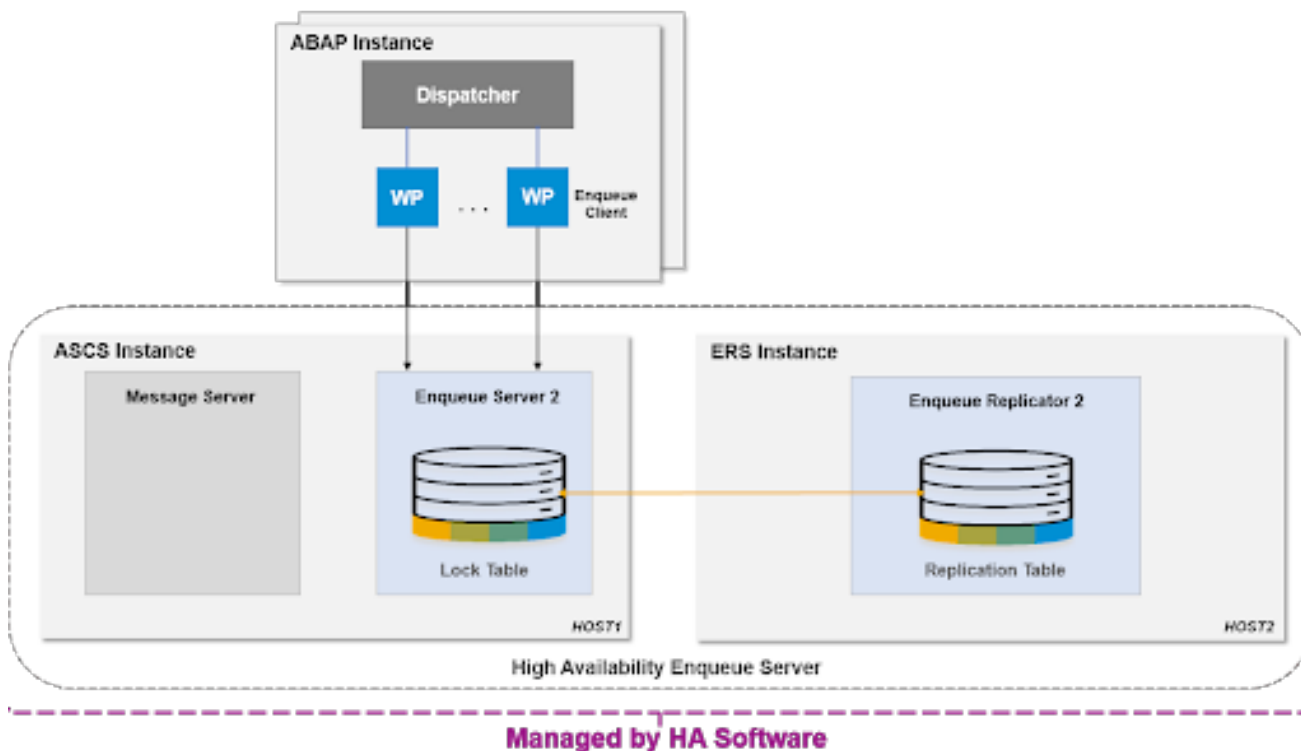 ABAP Instance
Dispatcher
WP
. . .
WP
Enqueue
Client
ASCS Instance
ERS Instance
Message Server
Enqueue Server 2
Enqueue Replicator 2
Lock Table
Replication Table
HOST1
HOST2
High Availability Enqueue Server
Managed by HA Software